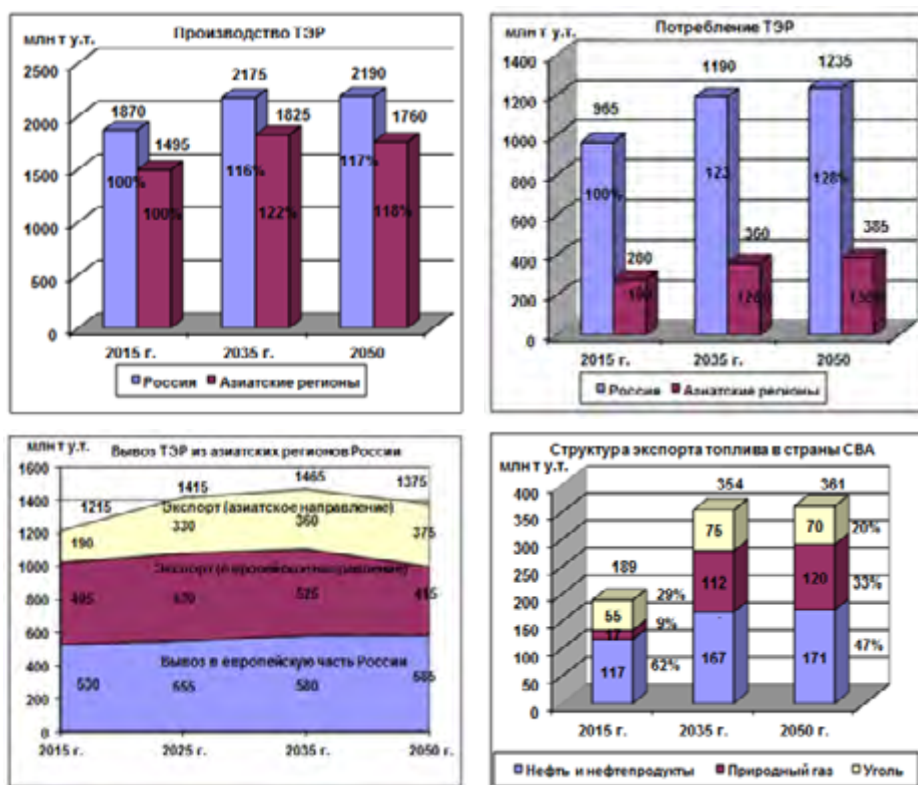 Производство ТЭР
млн т у.т.
2500
2000
1500
1000
500
0
1870
1495
2175
1825
2190
1760
100%
100%
116%
122%
117%
118%
2015 г.
2035 г.
2050
Россия
Азиатские регионы
Потребление ТЭР
млн т у.т.
1400
1200
1000
800
600
400
200
0
965
1190
360
1235
385
100%
123
128%
2015 г.
2035 г.
2050
Россия
Азиатские регионы
Вывоз ТЭР из азиатских регионов России
млн т у.т.
1600
1400
1200
1000
800
600
400
200
0
1215
1415
1465
1375
Экспорт (азиатское направление)
190
330
360
375
Экспорт (европейское направление)
525
415
Вывоз в европейскую часть России
555
580
2015 г.
2025 г.
2035 г.
2050 г.
Структура экспорта топлива в страны СВА
млн т у.т.
400
350
300
250
200
150
100
50
0
189
354
361
55
29%
17
9%
117
62%
75
112
167
70
20%
120
33%
171
47%
2015 г.
2035 г.
2050 г.
Нефть и нефтепродукты
Природный газ
Уголь